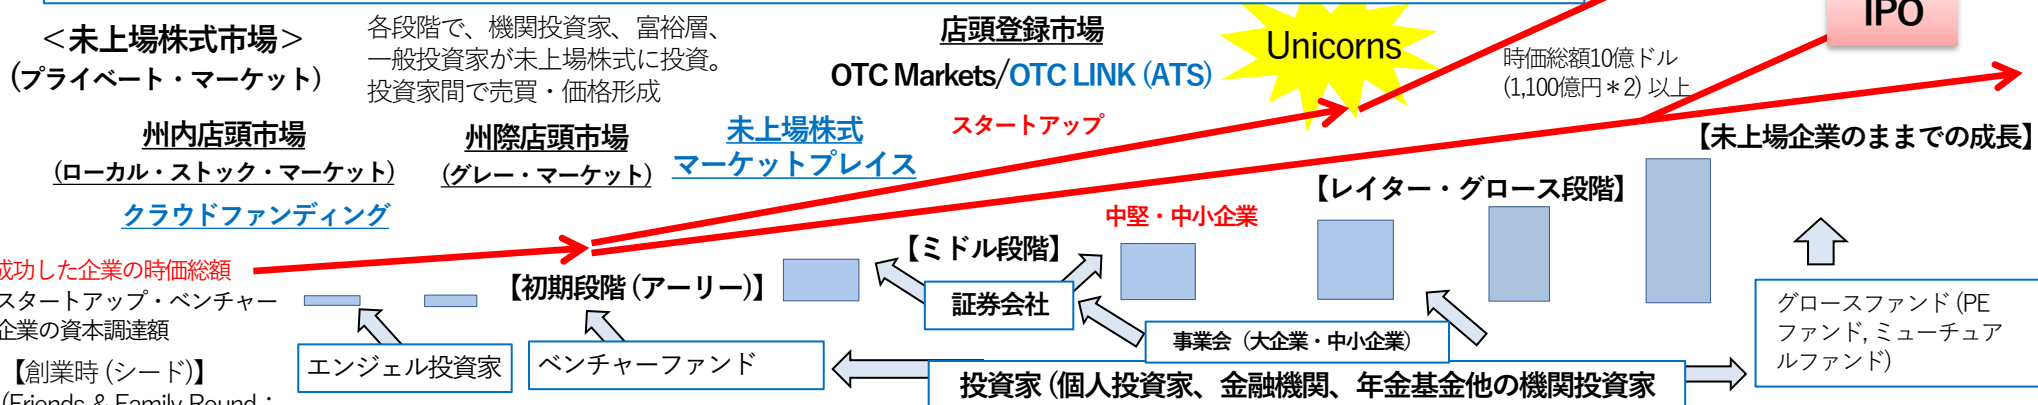 IPO
＜未上場株式市場＞
(プライベート・マーケット)
各段階で、機関投資家、富裕層、
一般投資家が未上場株式に投資。
投資家間で売買・価格形成
店頭登録市場
OTC Markets/OTC LINK (ATS)
Unicorns
時価総額10億ドル
(1,100億円＊2) 以上
【未上場企業のままでの成長】
州内店頭市場
(ローカル・ストック・マーケット)
クラウドファンディング
州際店頭市場
(グレー・マーケット)
未上場株式
マーケットプレイス
スタートアップ
【レイター・グロース段階】
中堅・中小企業
【ミドル段階】
【初期段階 (アーリー)】
成功した企業の時価総額
スタートアップ・ベンチャー
企業の資本調達額
【創業時 (シード)】
(Friends & Family Round：
エンジェル投資家
ベンチャーファンド
証券会社
事業会（大企業・中小企業）
投資家 (個人投資家、金融機関、年金基金他の機関投資家
グロースファンド (PE
ファンド, ミューチュア
ルファンド)